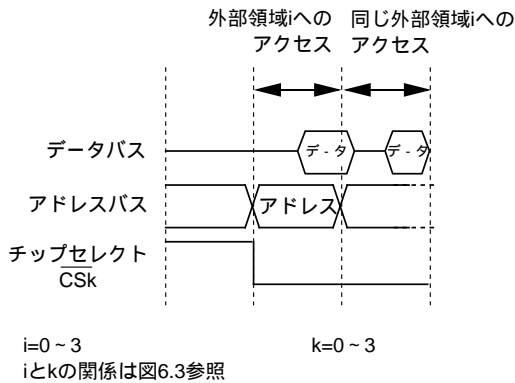 外部領域iへの 同じ外部領域iへの
アクセス アクセス
データバス
デ-タ デ-タ
アドレスバス
アドレス
チップセレクト
CSk
i=0~3 k=0~3
iとkの関係は図6.3参照